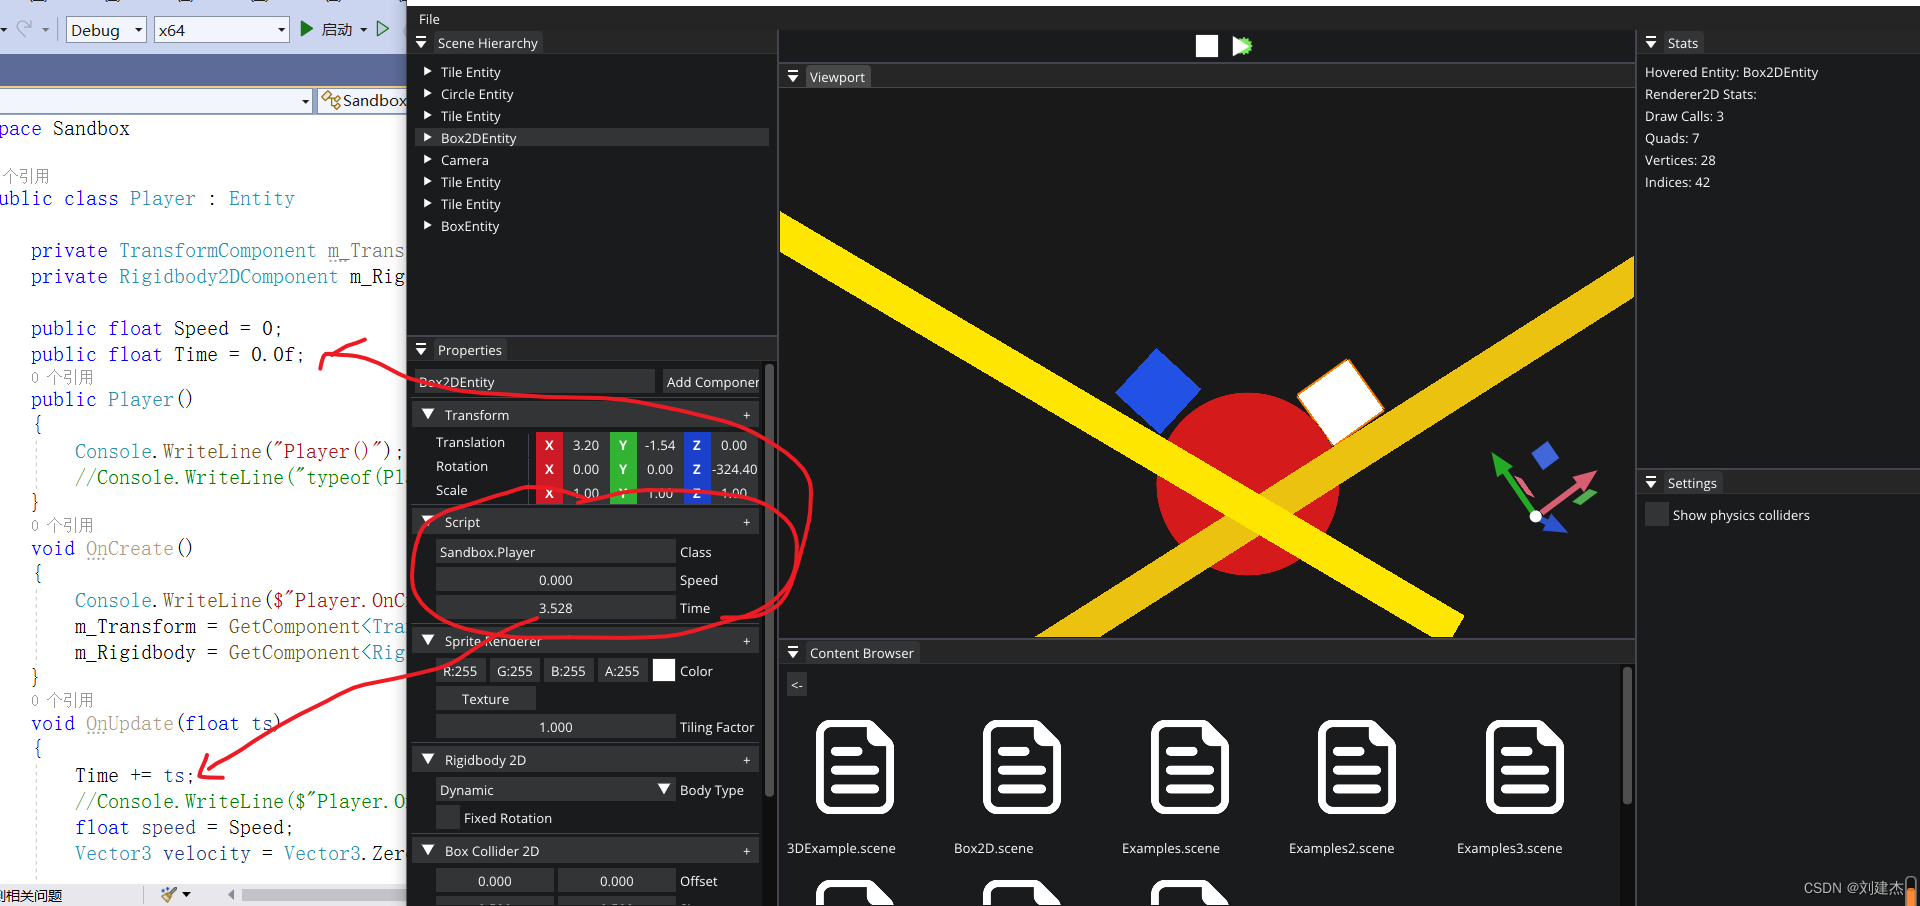 Debug
x64
启动
Sandbox
pace Sandbox
个引用
ublic class Player : Entity
private TransformComponent m_Trans
private Rigidbody2DComponent m_Rig
public float Speed = 0;
public float Time = 0.0f;
0 个引用
public Player()
{
Console.WriteLine("Player()");
//Console.WriteLine("typeof(Pl
}
0 个引用
void OnCreate()
{
Console.WriteLine($"Player.OnC
m_Transform = GetComponent<Tra
m_Rigidbody = GetComponent<Rig
}
0 个引用
void OnUpdate(float ts)
{
Time += ts;
//Console.WriteLine($"Player.O
float speed = Speed;
Vector3 velocity = Vector3.Zer
相关问题
File
Scene Hierarchy
Tile Entity
Circle Entity
Tile Entity
Box2DEntity
Camera
Tile Entity
Tile Entity
BoxEntity
Properties
Box2DEntity
Add Componen
Transform +
Translation X 3.20 Y -1.54 Z 0.00
Rotation X 0.00 Y 0.00 Z -324.40
Scale X 1.00 Y 1.00 Z 1.00
Script +
Sandbox.Player Class
0.000 Speed
3.528 Time
Sprite Renderer +
R:255 G:255 B:255 A:255 Color
Texture
1.000 Tiling Factor
Rigidbody 2D +
Dynamic Body Type
Fixed Rotation
Box Collider 2D +
0.000 0.000 Offset
Viewport
Content Browser
<-
3DExample.scene
Box2D.scene
Examples.scene
Examples2.scene
Examples3.scene
Stats
Hovered Entity: Box2DEntity
Renderer2D Stats:
Draw Calls: 3
Quads: 7
Vertices: 28
Indices: 42
Settings
Show physics colliders
CSDN @刘建杰